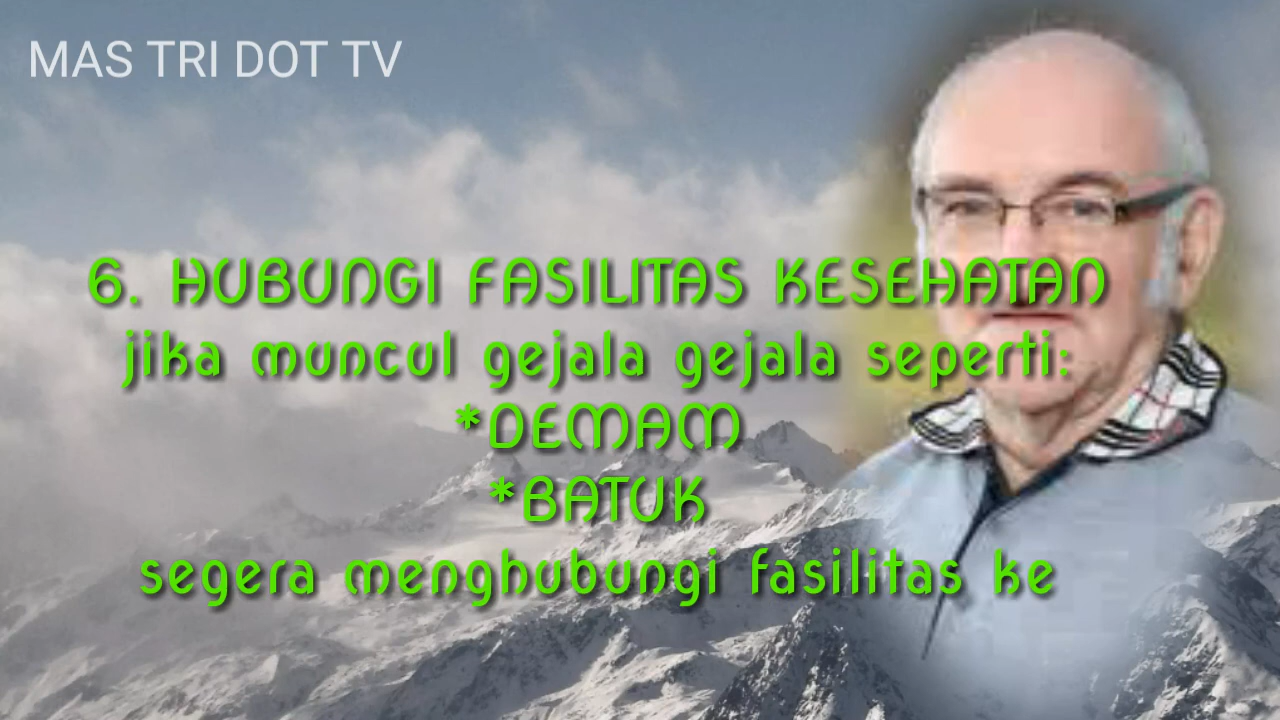 MAS TRI DOT TV
6. HUBUNGI FASILITAS KESEHATAN
jika muncul gejala gejala seperti:
*DEMAM
*BATUK
segera menghubungi fasilitas ke